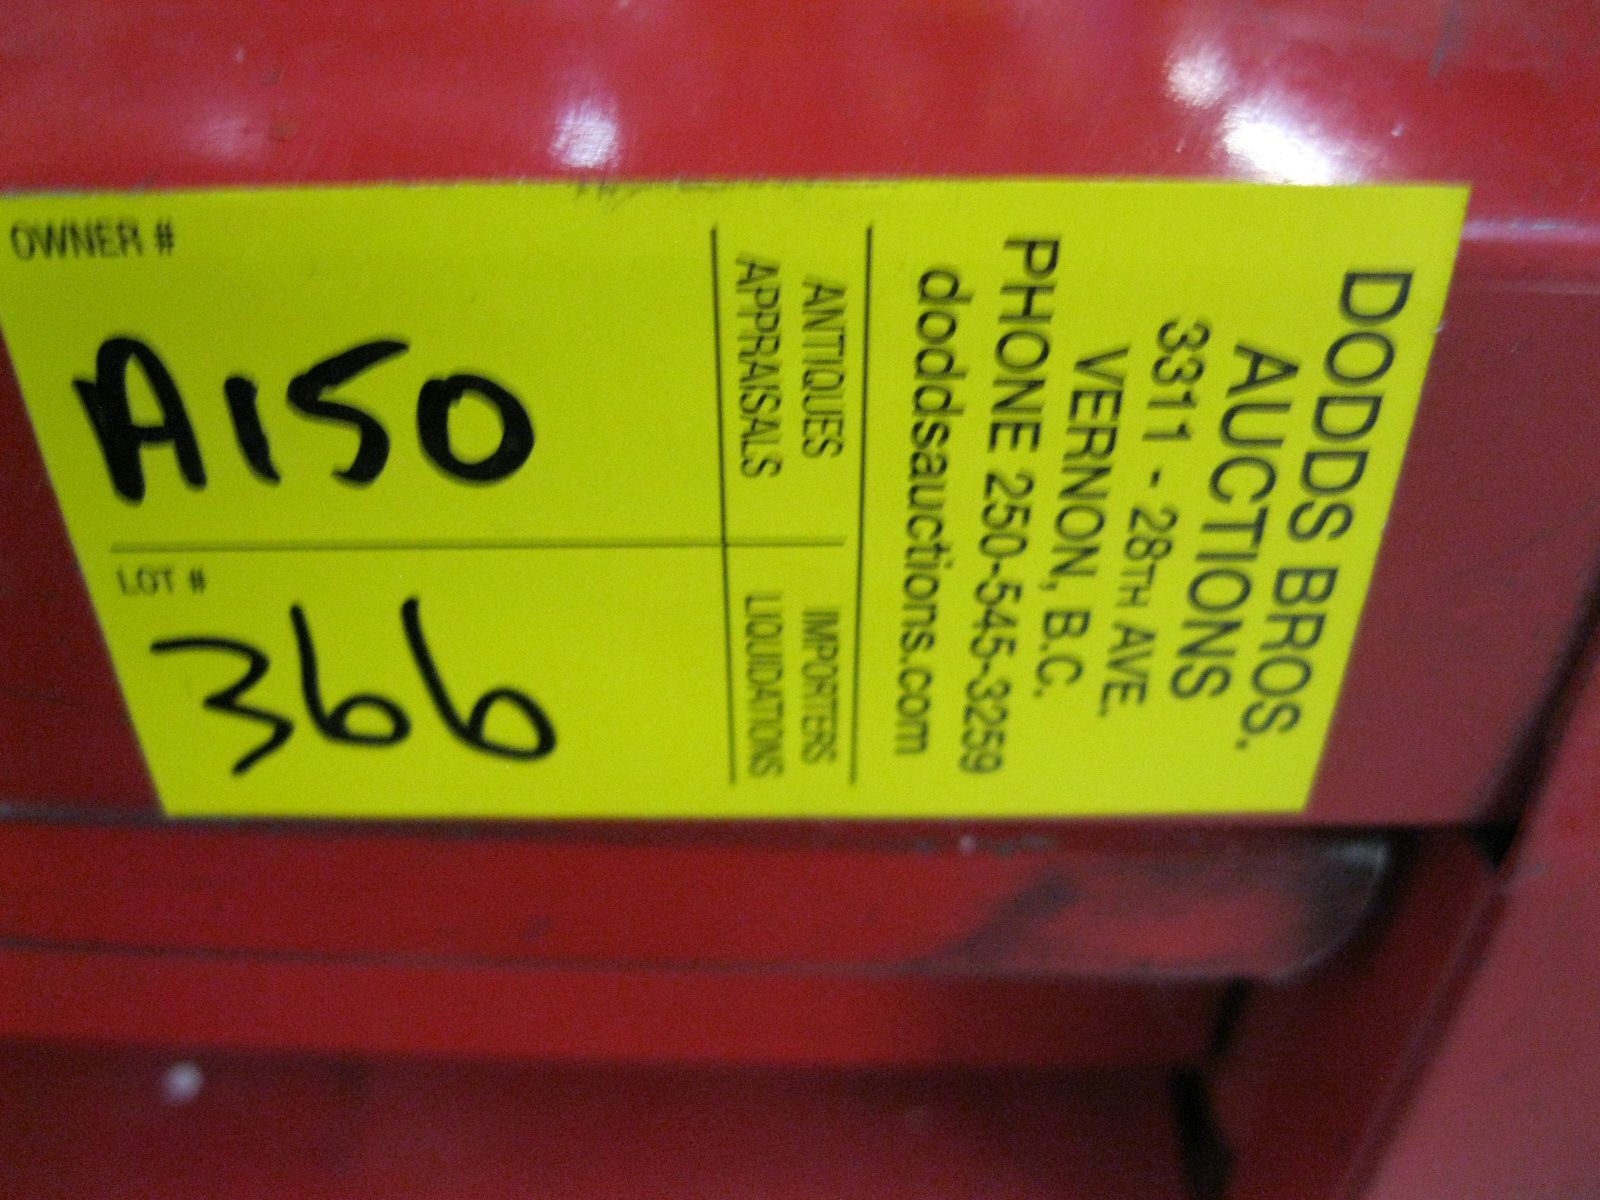 DODDS BROS.
AUCTIONS
3311 - 28TH AVE.
VERNON, B.C.
PHONE 250-545-3259
doddsauctions.com
ANTIQUES IMPORTERS
APPRAISALS LIQUIDATIONS
OWNER #
A150
LOT #
366